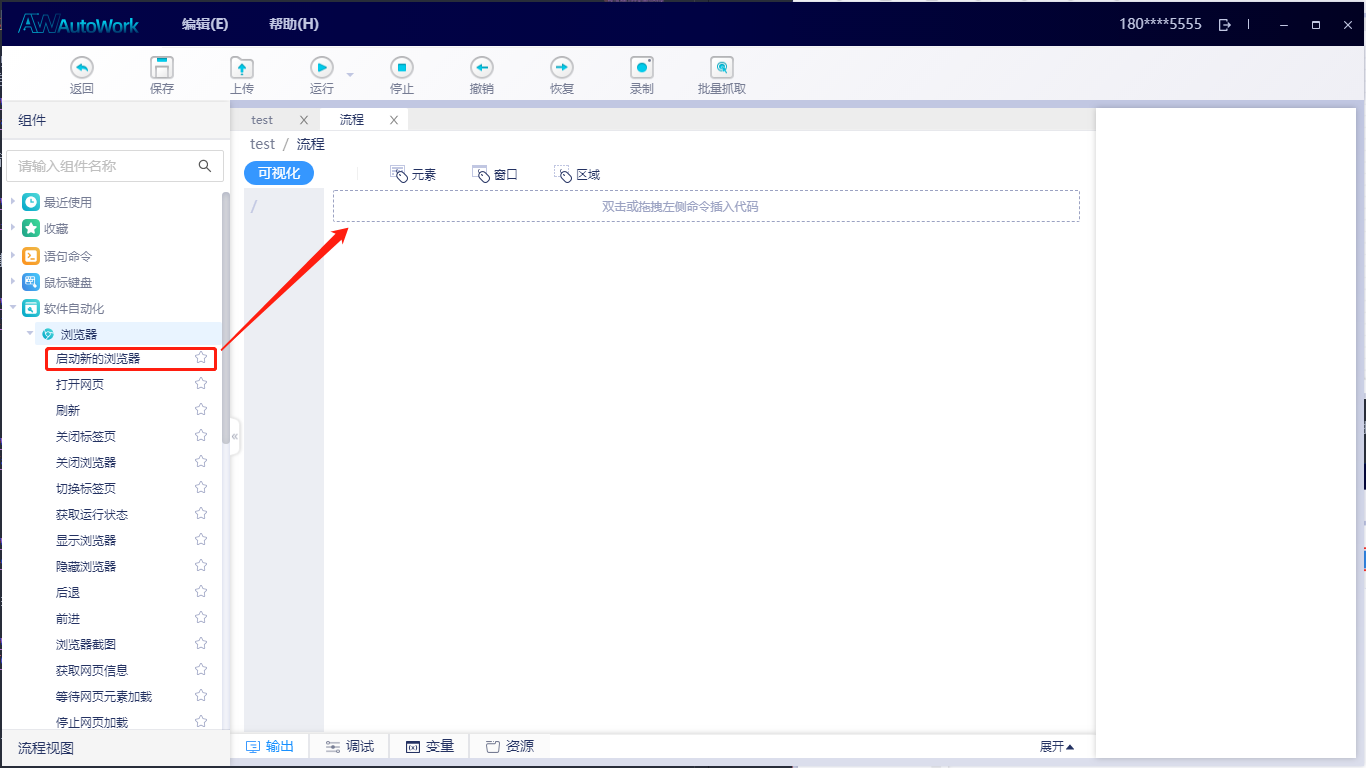 AW AutoWork 编辑(E) 帮助(H) 180****5555
返回 保存 上传 运行 停止 撤销 恢复 录制 批量抓取
组件
请输入组件名称
最近使用
收藏
语句命令
鼠标键盘
软件自动化
浏览器
启动新的浏览器
打开网页
刷新
关闭标签页
关闭浏览器
切换标签页
获取运行状态
显示浏览器
隐藏浏览器
后退
前进
浏览器截图
获取网页信息
等待网页元素加载
停止网页加载
流程视图
test 流程
test / 流程
可视化 元素 窗口 区域
/
双击或拖拽左侧命令插入代码
«
输出 调试 变量 资源 展开